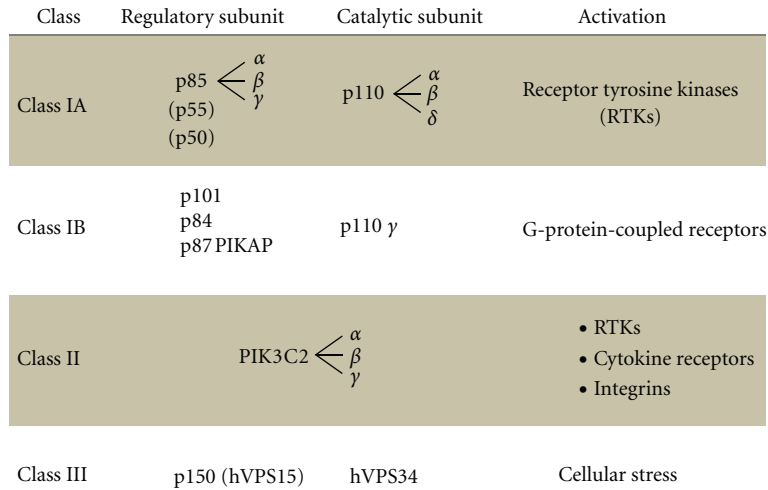 Class Regulatory subunit Catalytic subunit Activation
Class IA
p85 α
β
γ
(p55)
(p50)
p110 α
β
δ
Receptor tyrosine kinases
(RTKs)
Class IB
p101
p84
p87PIKAP
p110 γ
G-protein-coupled receptors
Class II
PIK3C2 α
β
γ
• RTKs
• Cytokine receptors
• Integrins
Class III p150 (hVPS15) hVPS34 Cellular stress